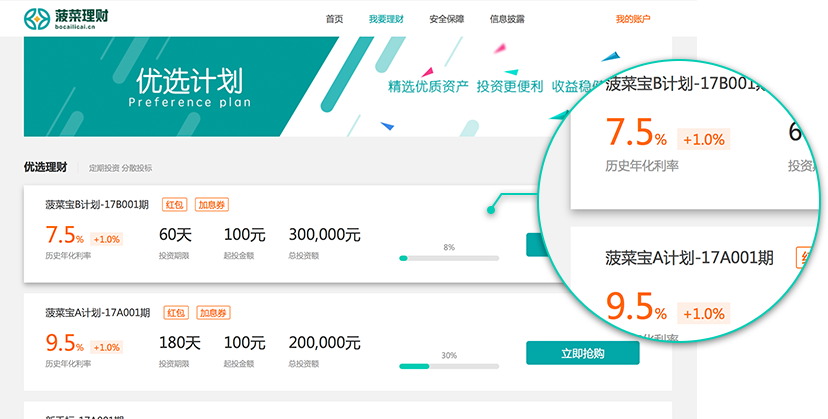 菠菜理财
bocailicai.cn
首页 我要理财 安全保障 信息披露 我的账户
优选计划
Preference plan
精选优质资产 投资更便利 收益稳
优选理财 定期投资 分散投标
菠菜宝B计划-17B001期 红包 加息券
7.5% +1.0% 60天 100元 300,000元 8%
历史年化利率 投资期限 起投金额 总投资额
菠菜宝A计划-17A001期 红包 加息券
9.5% +1.0% 180天 100元 200,000元 30% 立即抢购
历史年化利率 投资期限 起投金额 总投资额
菠菜宝B计划-17B001
7.5% +1.0% 6
历史年化利率 投资
菠菜宝A计划-17A001期
9.5% +1.0%
年化利率